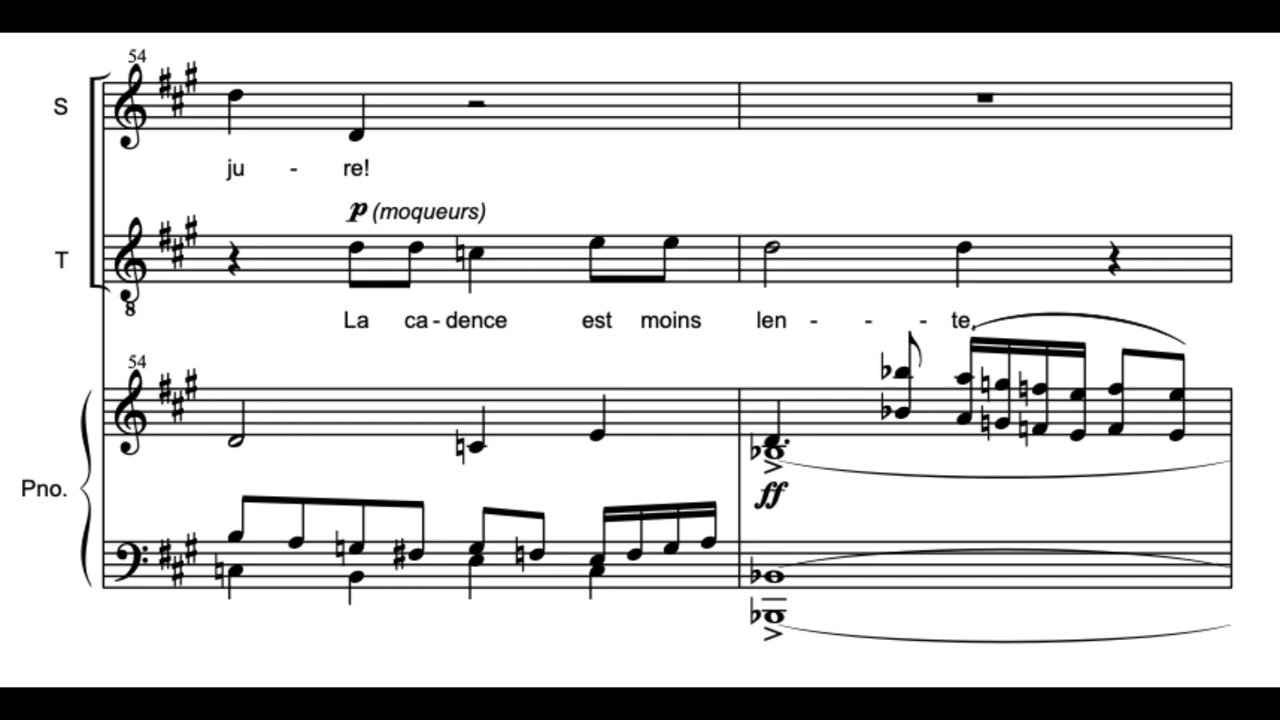 54
S
ju - re!
p (moqueurs)
T
8
La ca - dence est moins len - - - te,
54
Pno.
ff